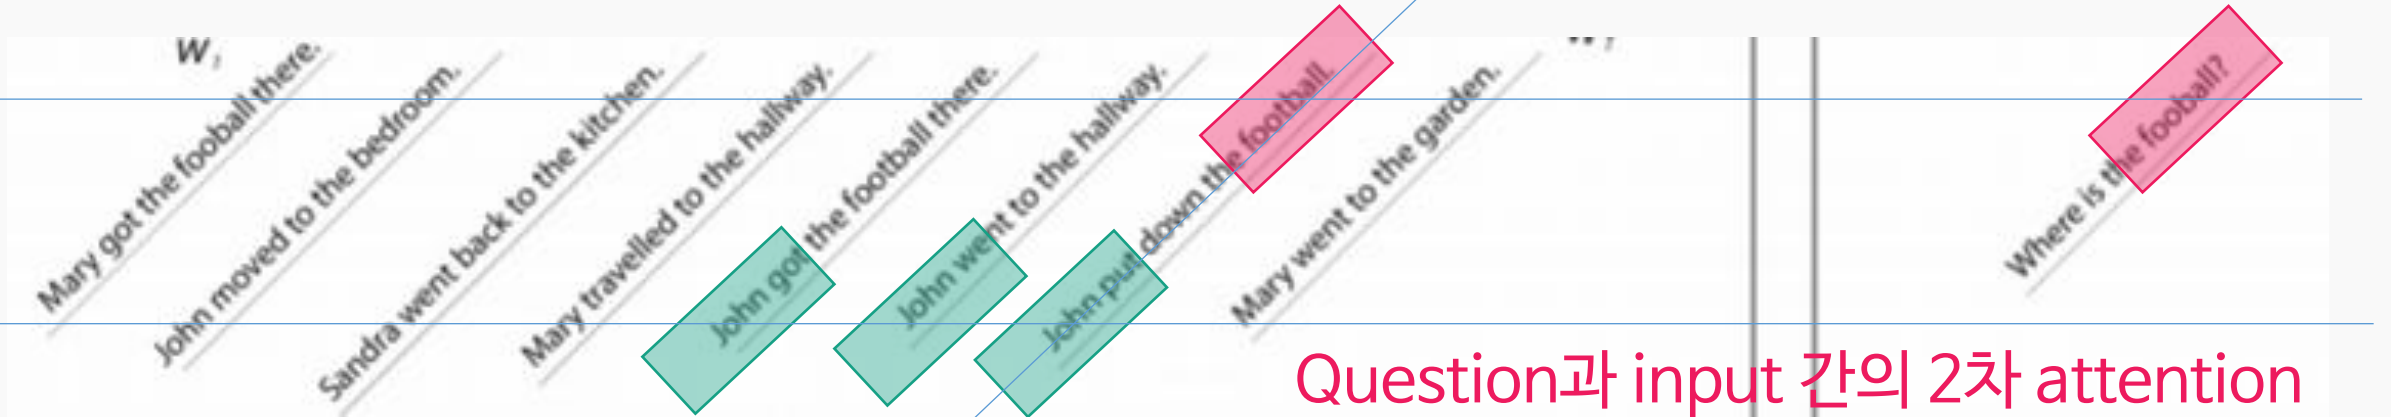 Mary got the fooball there.
John moved to the bedroom.
Sandra went back to the kitchen.
Mary travelled to the hallway.
John got the football there.
John went to the hallway.
John put down the football.
Mary went to the garden.
Where is the fooball?
Question과 input 간의 2차 attention